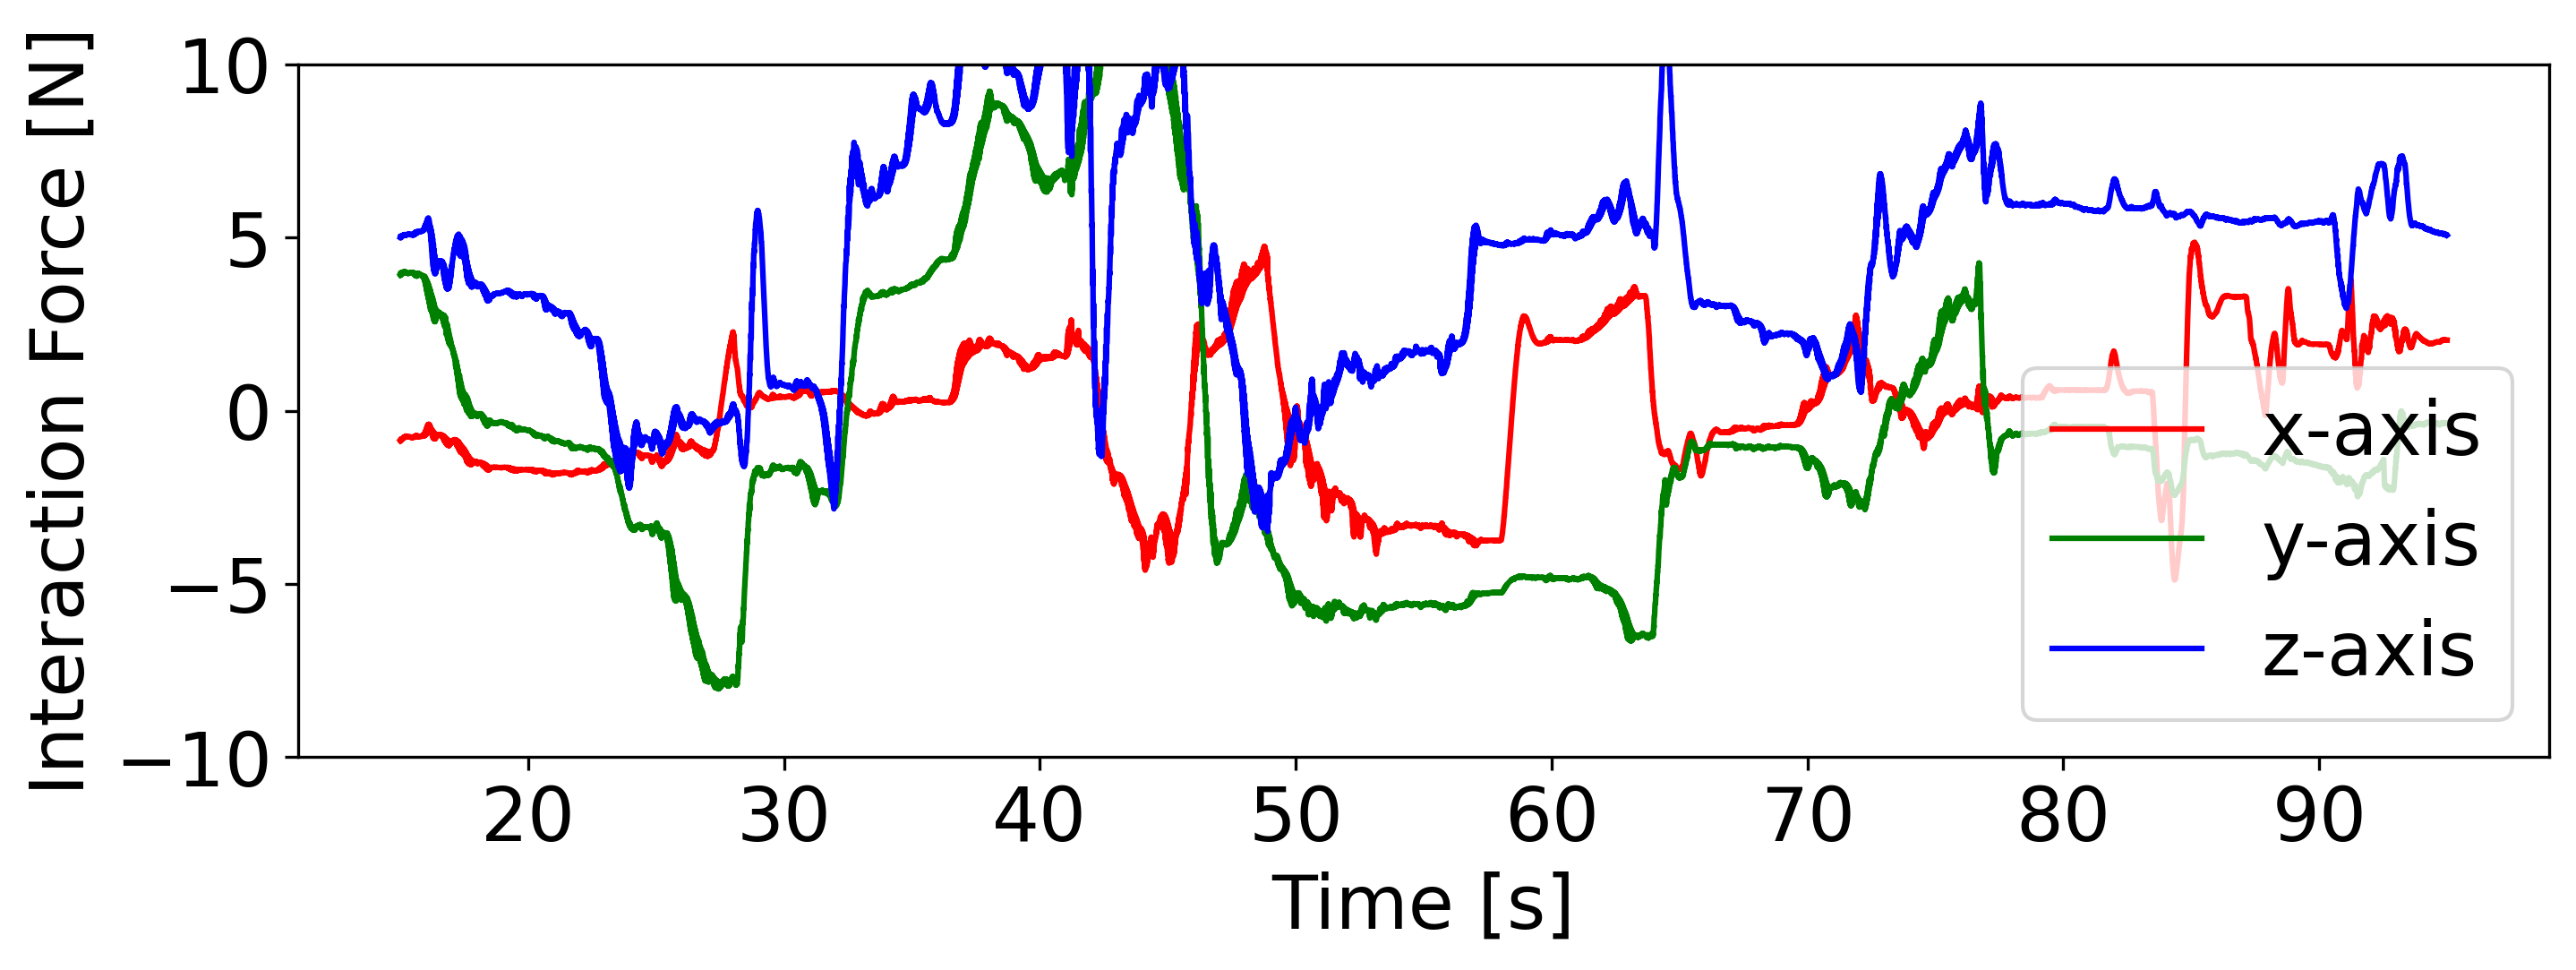 Interaction Force [N]
10
5
0
−5
−10
20 30 40 50 60 70 80 90
Time [s]
x-axis
y-axis
z-axis